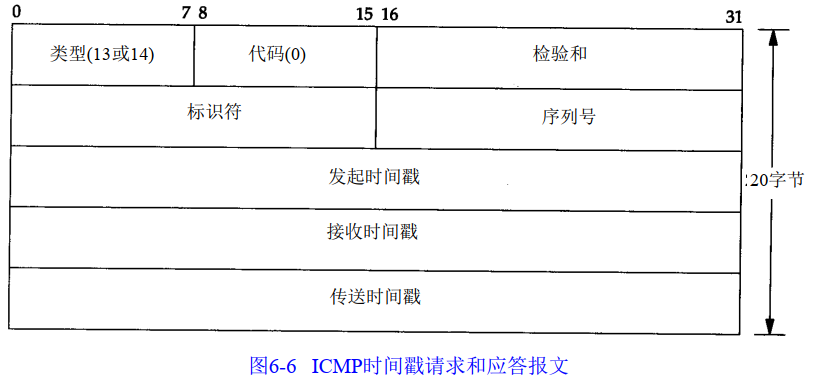 0 7 8 15 16 31
类型(13或14) 代码(0) 检验和
标识符 序列号
发起时间戳
20字节
接收时间戳
传送时间戳
图6-6 ICMP时间戳请求和应答报文